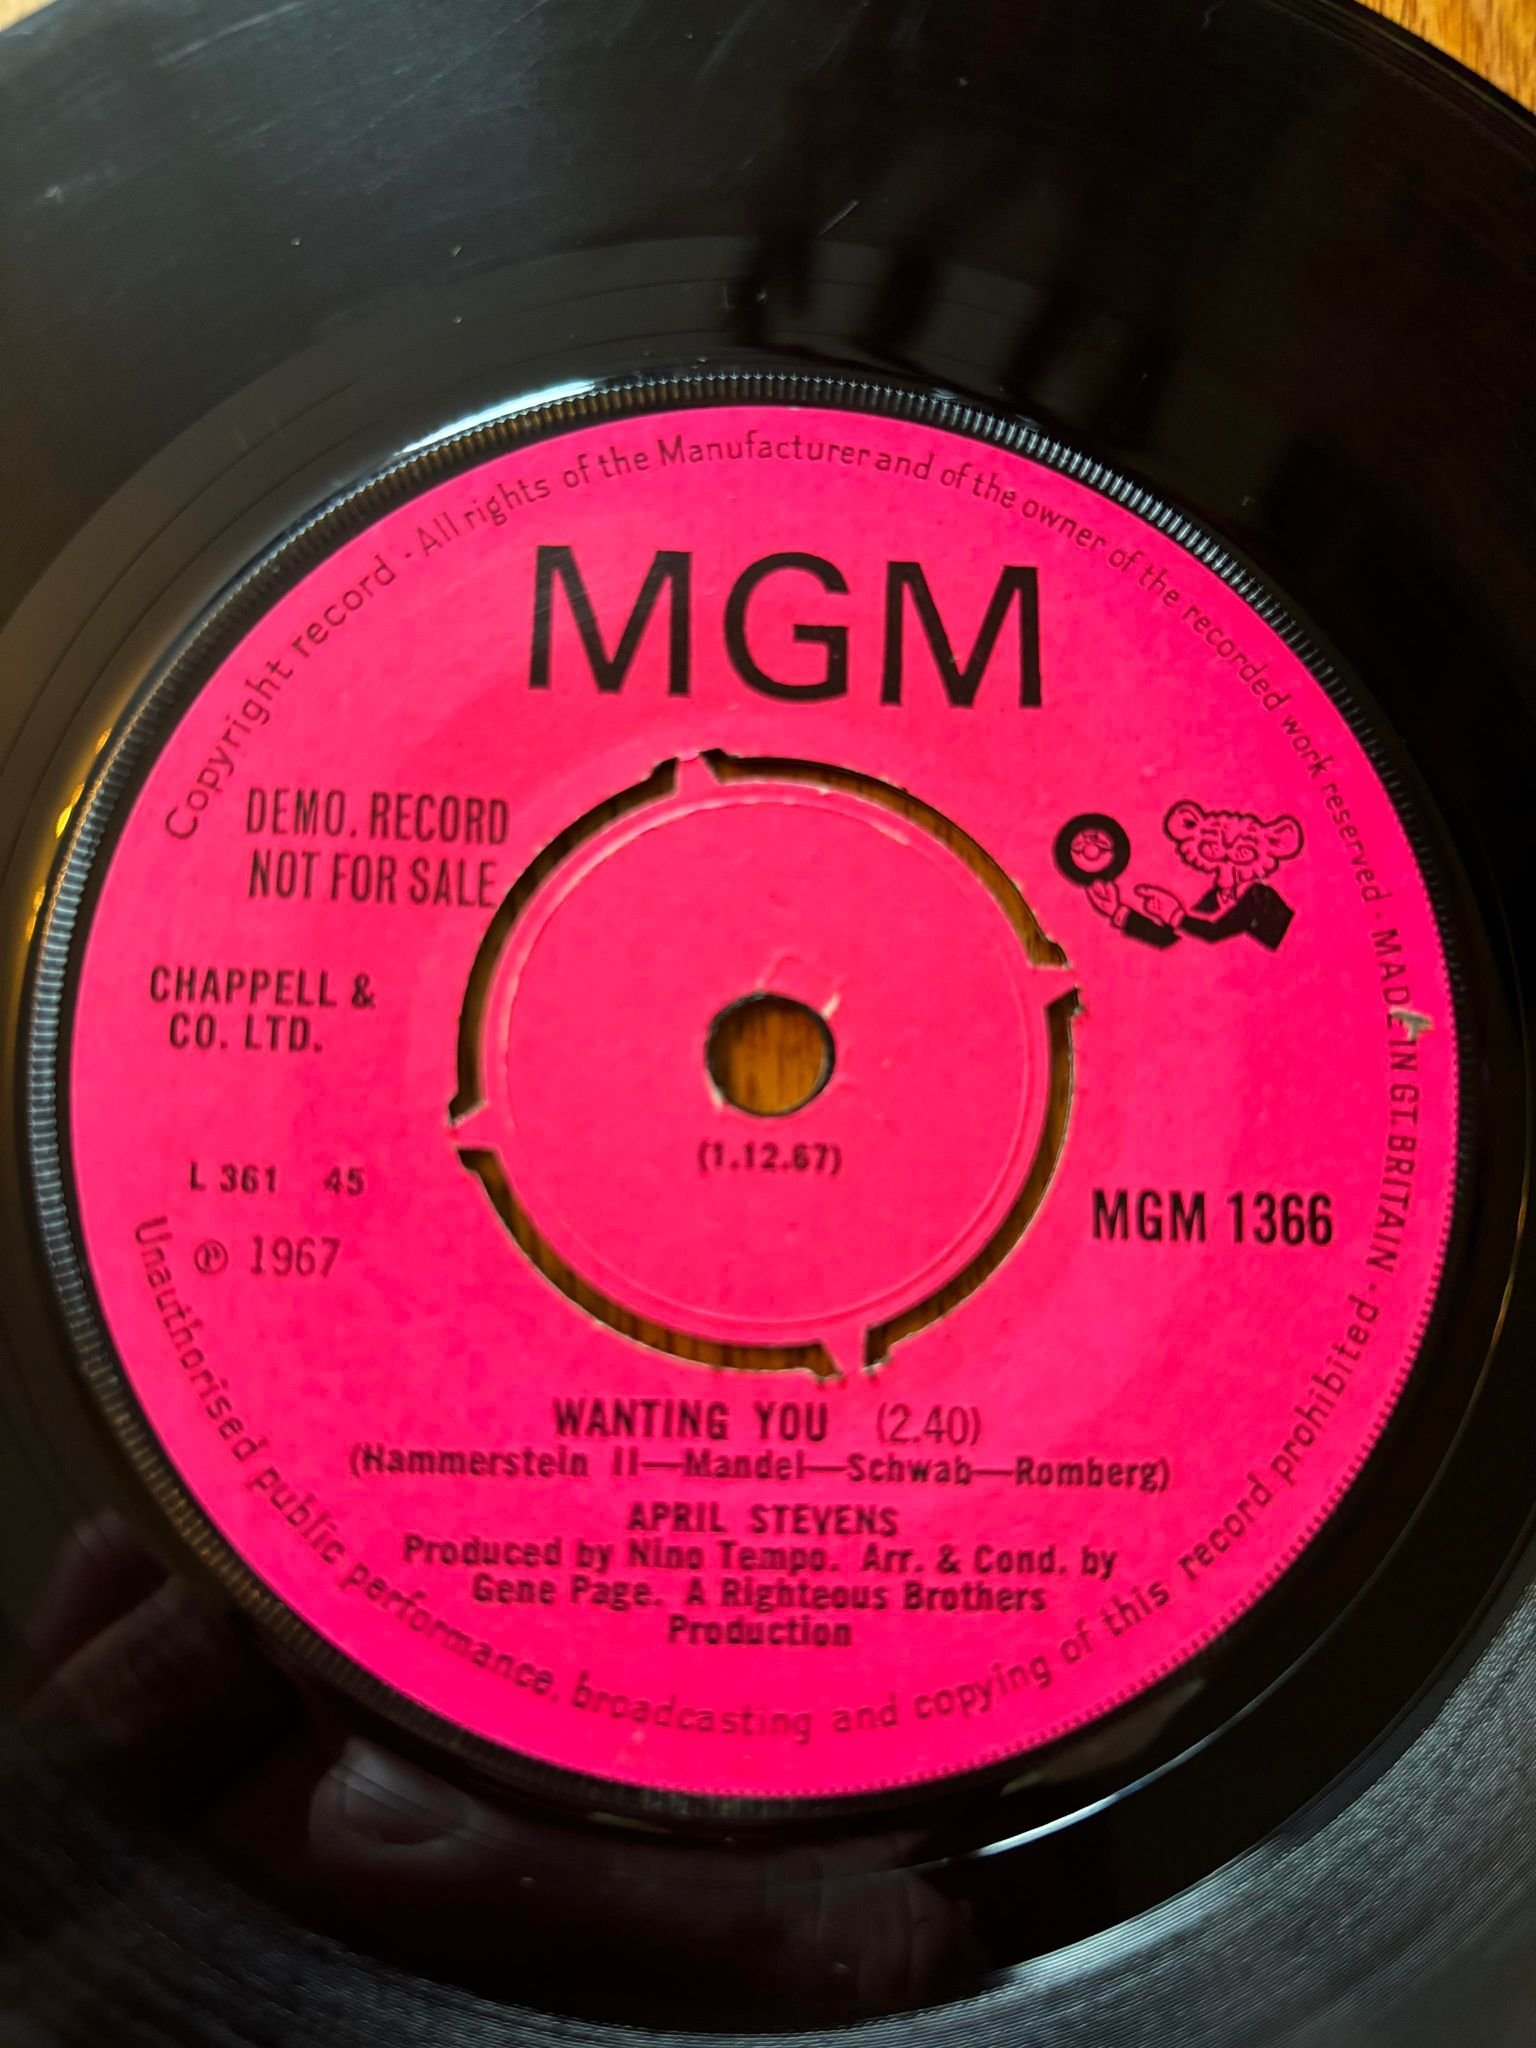 Copyright record · All rights of the Manufacturer and of the owner of the recorded work reserved · MADE IN GT. BRITAIN ·
MGM
DEMO. RECORD
NOT FOR SALE
CHAPPELL &
CO. LTD.
(1.12.67)
L 361 45
℗ 1967
MGM 1366
WANTING YOU (2.40)
(Hammerstein II—Mandel—Schwab—Romberg)
APRIL STEVENS
Produced by Nino Tempo. Arr. & Cond. by
Gene Page. A Righteous Brothers
Production
Unauthorised public performance, broadcasting and copying of this record prohibited ·